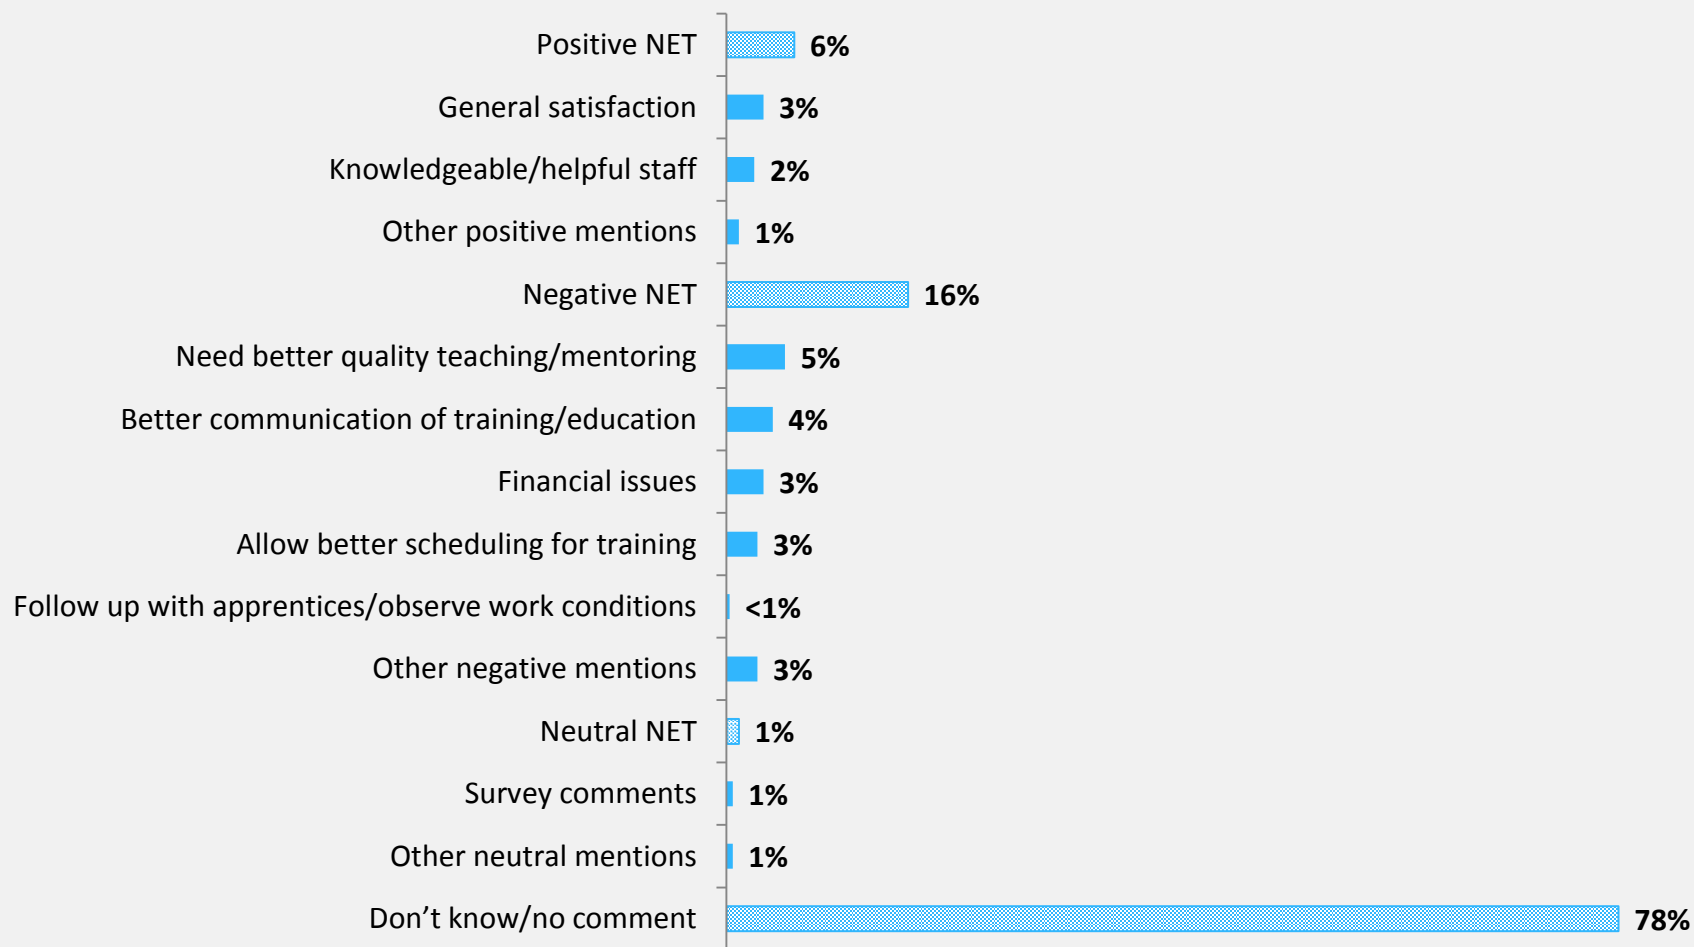 Positive NET 6%
General satisfaction 3%
Knowledgeable/helpful staff 2%
Other positive mentions 1%
Negative NET 16%
Need better quality teaching/mentoring 5%
Better communication of training/education 4%
Financial issues 3%
Allow better scheduling for training 3%
Follow up with apprentices/observe work conditions <1%
Other negative mentions 3%
Neutral NET 1%
Survey comments 1%
Other neutral mentions 1%
Don’t know/no comment 78%